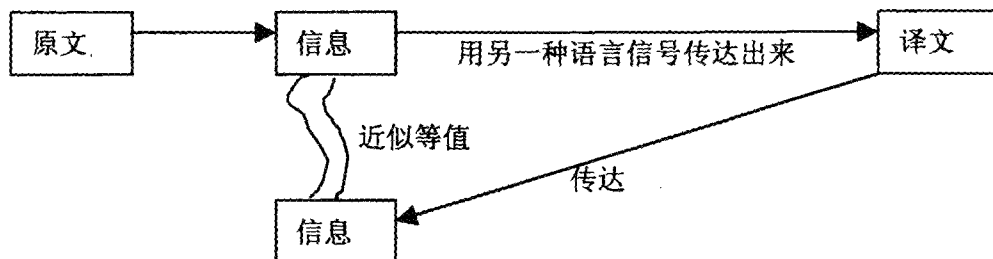 原文
信息
用另一种语言信号传达出来
译文
近似等值
传达
信息